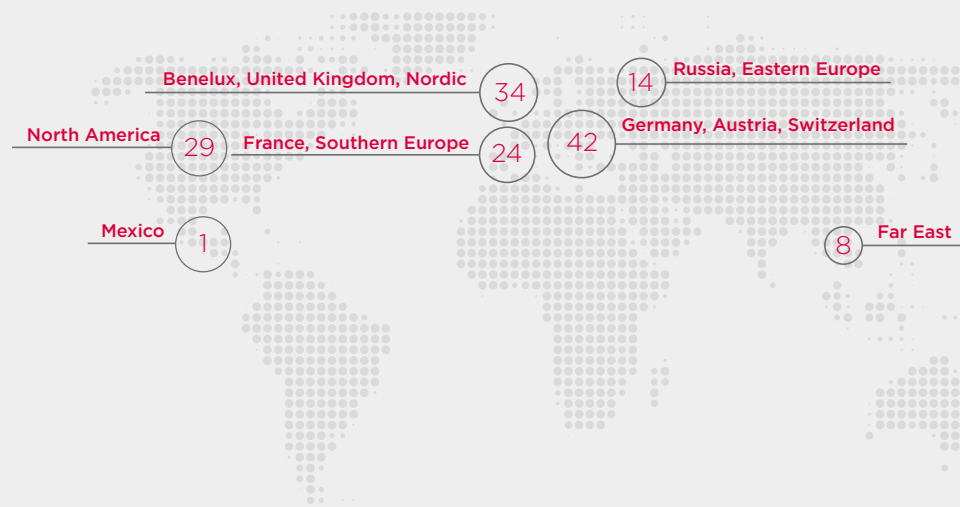 Benelux, United Kingdom, Nordic
34
14
Russia, Eastern Europe
North America
29
France, Southern Europe
24
42
Germany, Austria, Switzerland
Mexico
1
8
Far East